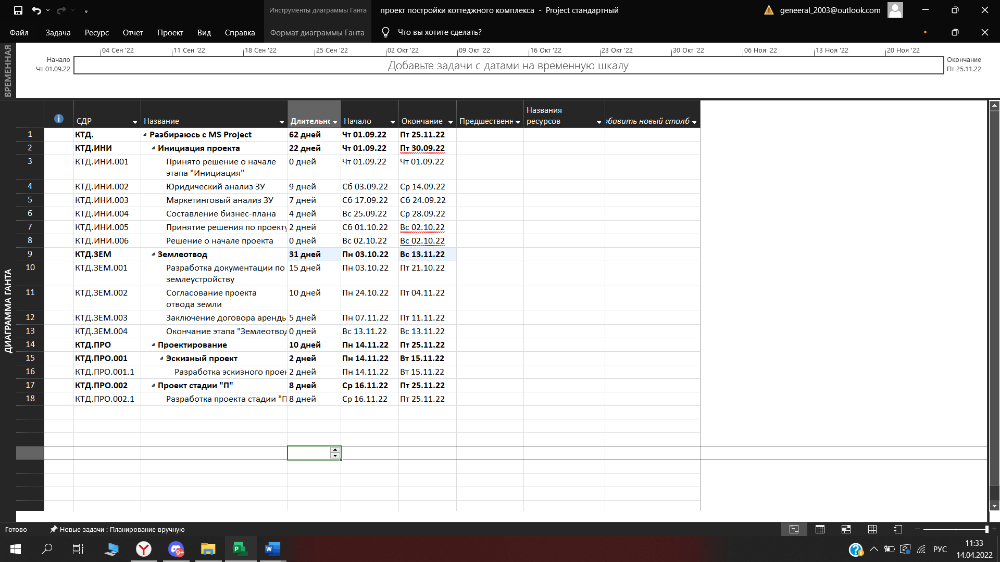 Инструменты диаграммы Ганта
проект постройки коттеджного комплекса - Project стандартный
geneeral_2003@outlook.com
Файл
Задача
Ресурс
Отчет
Проект
Вид
Справка
Формат диаграммы Ганта
Что вы хотите сделать?
ВРЕМЕННАЯ
04 Сен '22
11 Сен '22
18 Сен '22
25 Сен '22
02 Окт '22
09 Окт '22
16 Окт '22
23 Окт '22
30 Окт '22
06 Ноя '22
13 Ноя '22
20 Ноя '22
Начало
Чт 01.09.22
Добавьте задачи с датами на временную шкалу
Окончание
Пт 25.11.22
ДИАГРАММА ГАНТА
СДР
Название
Длительнс
Начало
Окончание
Предшественн
Названия
ресурсов
обавить новый столб
1 КТД. Разбираюсь с MS Project 62 дней Чт 01.09.22 Пт 25.11.22
2 КТД.ИНИ Инициация проекта 22 дней Чт 01.09.22 Пт 30.09.22
3 КТД.ИНИ.001 Принято решение о начале 0 дней Чт 01.09.22 Чт 01.09.22
этапа "Инициация"
4 КТД.ИНИ.002 Юридический анализ ЗУ 9 дней Сб 03.09.22 Ср 14.09.22
5 КТД.ИНИ.003 Маркетинговый анализ ЗУ 7 дней Сб 17.09.22 Сб 24.09.22
6 КТД.ИНИ.004 Составление бизнес-плана 4 дней Вс 25.09.22 Ср 28.09.22
7 КТД.ИНИ.005 Принятие решения по проекту 2 дней Сб 01.10.22 Вс 02.10.22
8 КТД.ИНИ.006 Решение о начале проекта 0 дней Вс 02.10.22 Вс 02.10.22
9 КТД.ЗЕМ Землеотвод 31 дней Пн 03.10.22 Вс 13.11.22
10 КТД.ЗЕМ.001 Разработка документации по 15 дней Пн 03.10.22 Пт 21.10.22
землеустройству
11 КТД.ЗЕМ.002 Согласование проекта 10 дней Пн 24.10.22 Пт 04.11.22
отвода земли
12 КТД.ЗЕМ.003 Заключение договора аренды 5 дней Пн 07.11.22 Пт 11.11.22
13 КТД.ЗЕМ.004 Окончание этапа "Землеотвод 0 дней Вс 13.11.22 Вс 13.11.22
14 КТД.ПРО Проектирование 10 дней Пн 14.11.22 Пт 25.11.22
15 КТД.ПРО.001 Эскизный проект 2 дней Пн 14.11.22 Вт 15.11.22
16 КТД.ПРО.001.1 Разработка эскизного проек 2 дней Пн 14.11.22 Вт 15.11.22
17 КТД.ПРО.002 Проект стадии "П" 8 дней Ср 16.11.22 Пт 25.11.22
18 КТД.ПРО.002.1 Разработка проекта стадии "П 8 дней Ср 16.11.22 Пт 25.11.22
Готово
Новые задачи : Планирование вручную
9+
РУС
11:33
14.04.2022